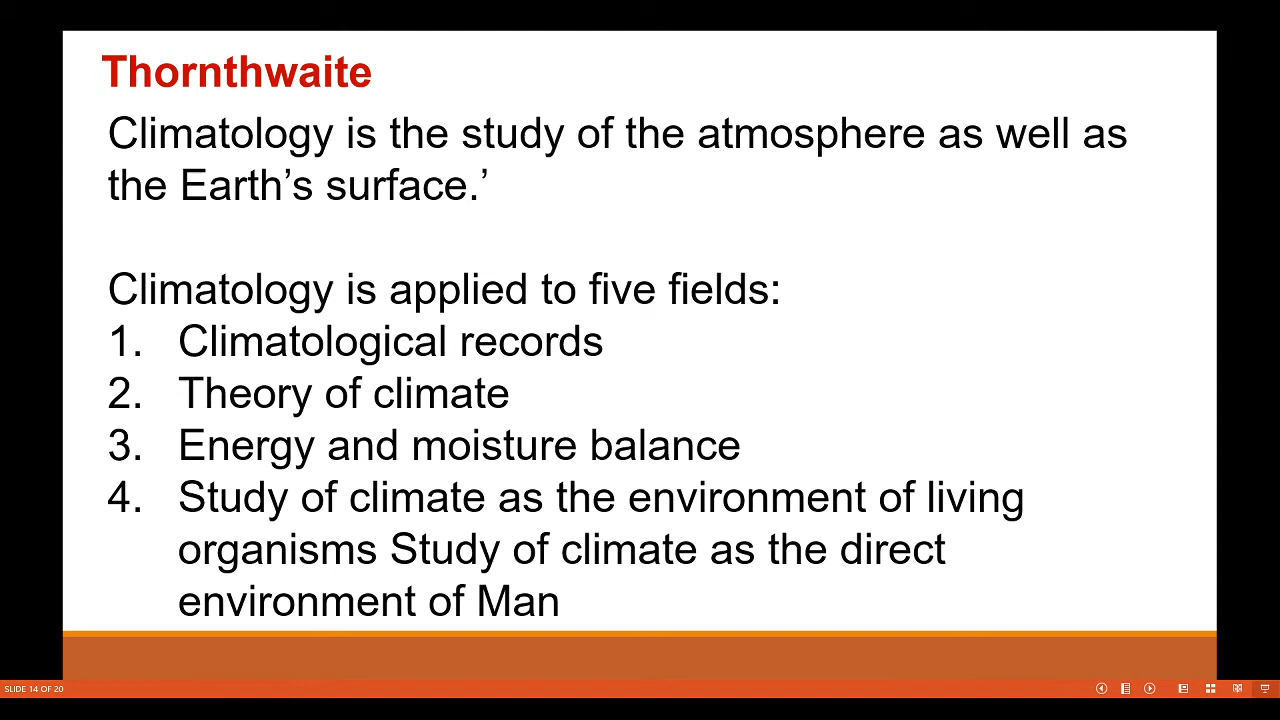 Thornthwaite
Climatology is the study of the atmosphere as well as
the Earth’s surface.’
Climatology is applied to five fields:
1. Climatological records
2. Theory of climate
3. Energy and moisture balance
4. Study of climate as the environment of living
organisms Study of climate as the direct
environment of Man
SLIDE 14 OF 20